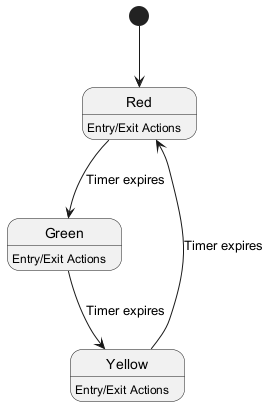 Red
Entry/Exit Actions
Timer expires
Green
Entry/Exit Actions
Timer expires
Timer expires
Yellow
Entry/Exit Actions